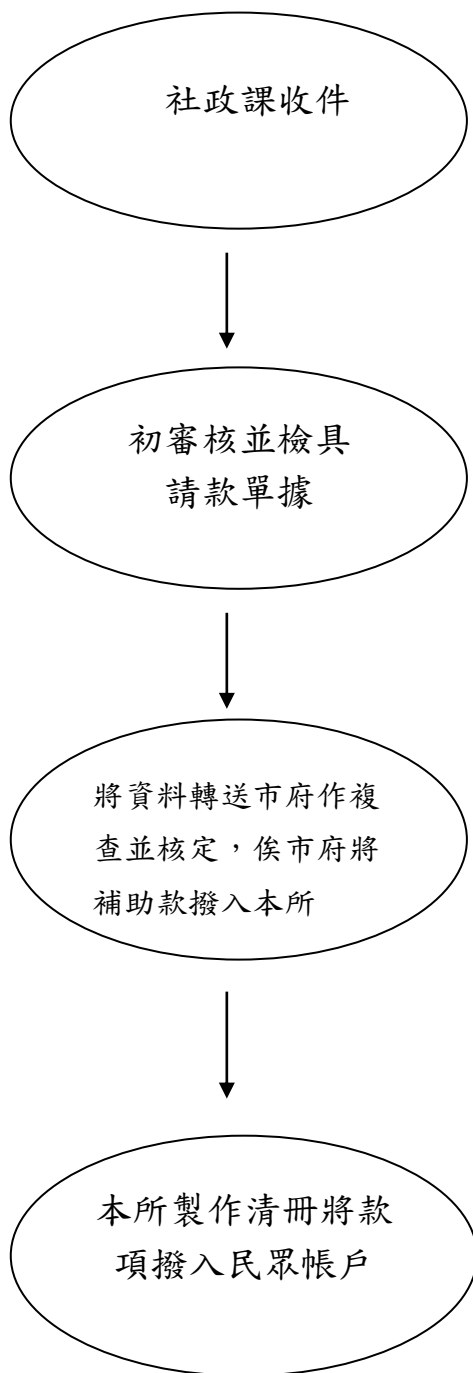 社政課收件
初審核並檢具
請款單據
將資料轉送市府作複
查並核定，俟市府將
補助款撥入本所
本所製作清冊將款
項撥入民眾帳戶